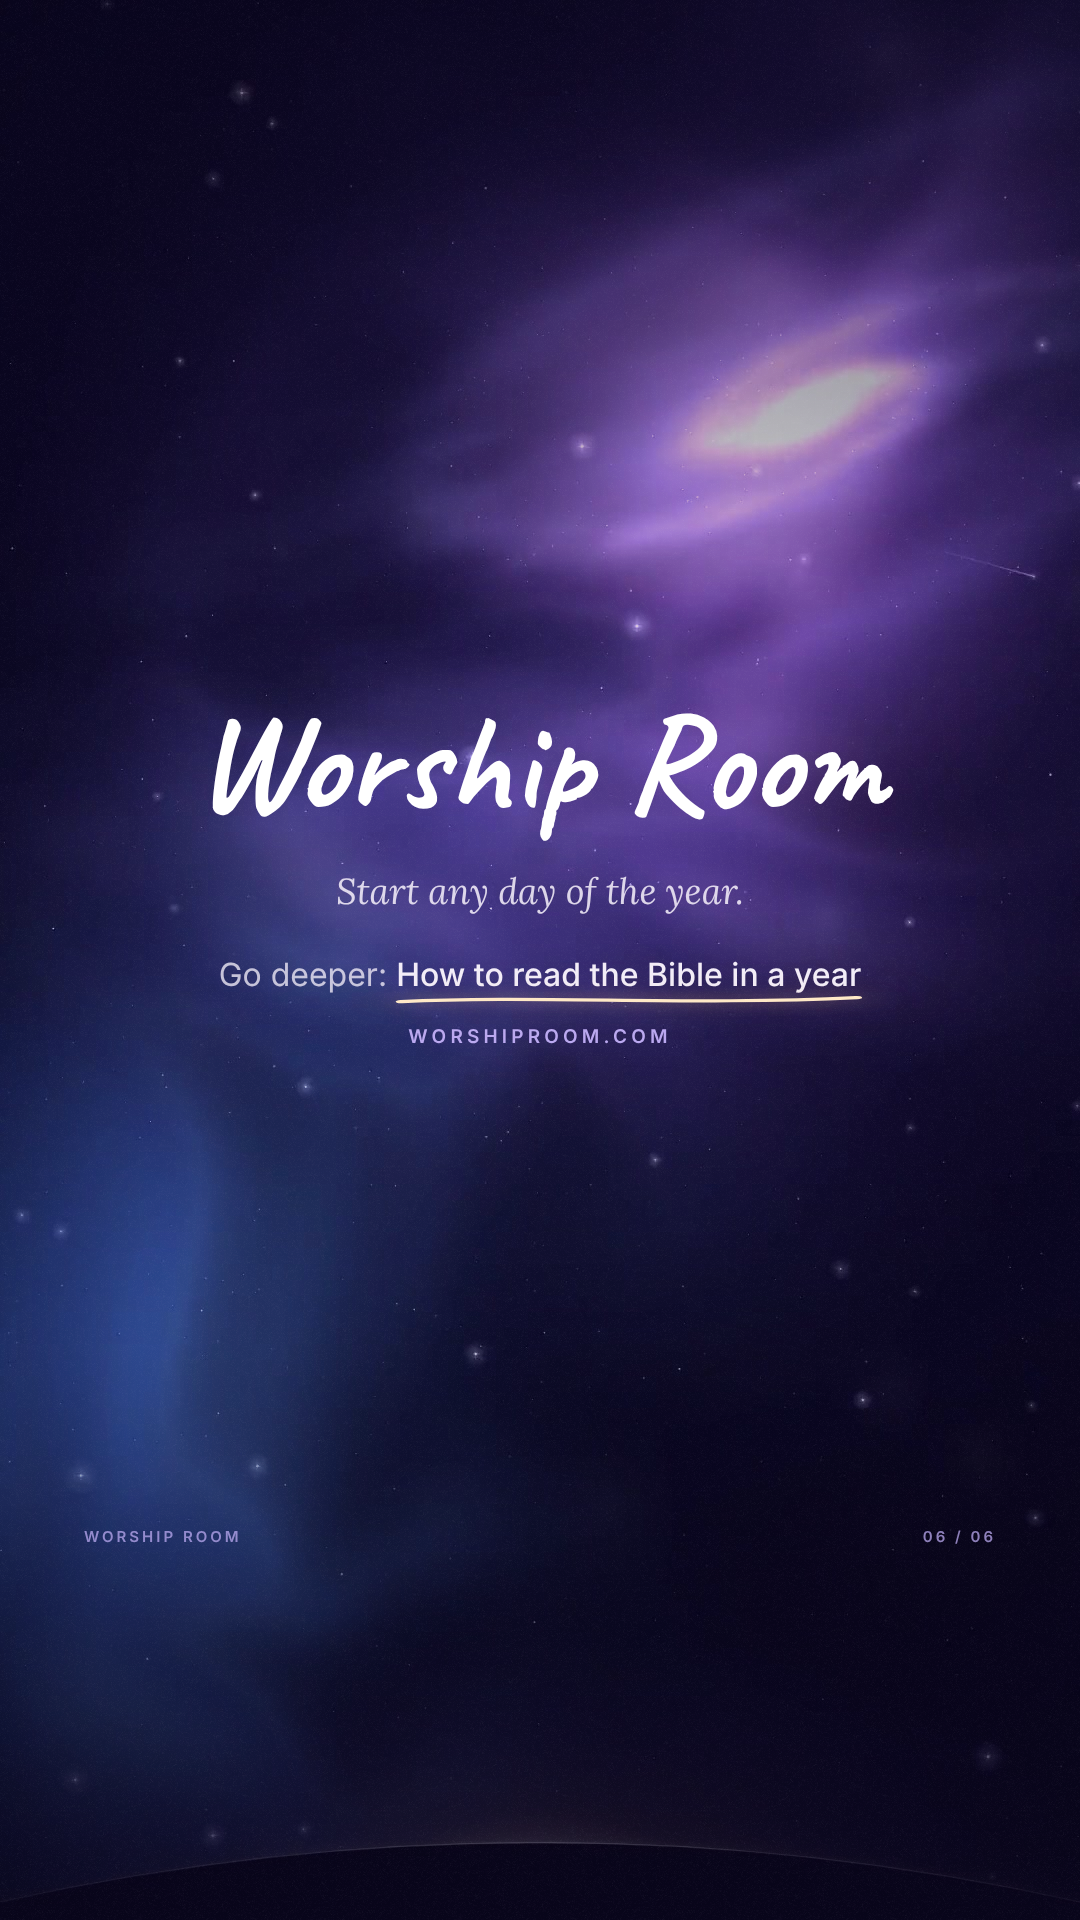 Worship Room
Start any day of the year.
Go deeper: How to read the Bible in a year
WORSHIPROOM.COM
WORSHIP ROOM
06 / 06